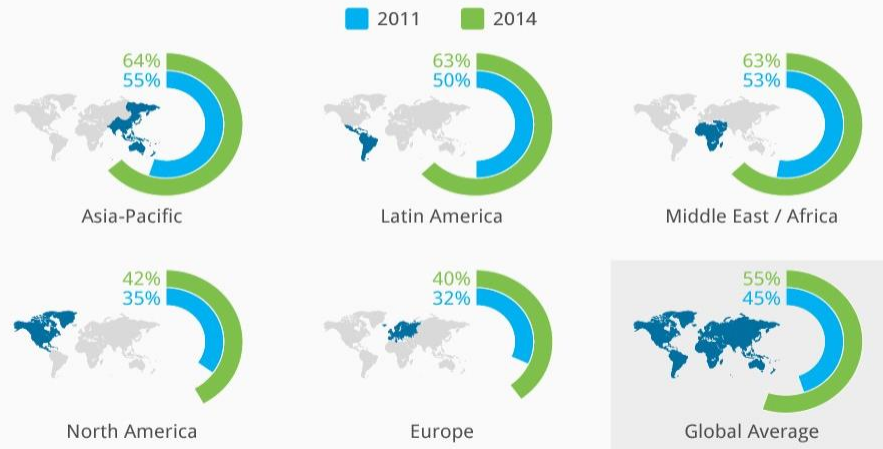 2011
2014
64%
55%
Asia-Pacific
63%
50%
Latin America
63%
53%
Middle East / Africa
42%
35%
North America
40%
32%
Europe
55%
45%
Global Average